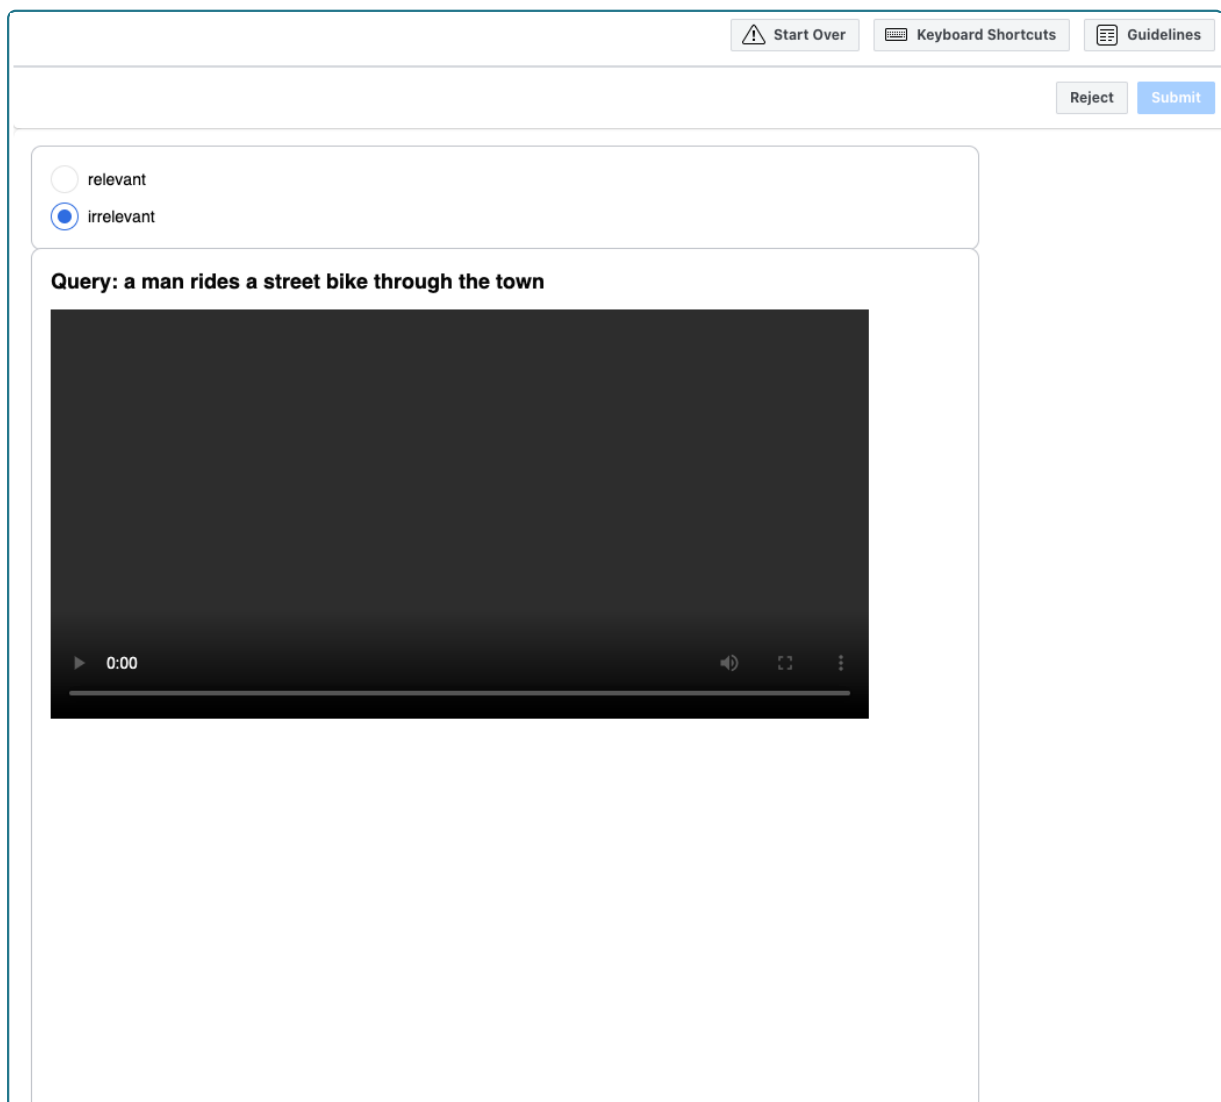 Start Over Keyboard Shortcuts Guidelines
Reject Submit
relevant
irrelevant
Query: a man rides a street bike through the town
0:00